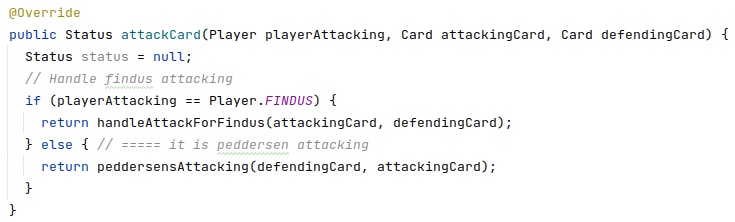 @Override
public Status attackCard(Player playerAttacking, Card attackingCard, Card defendingCard) {
  Status status = null;
  // Handle findus attacking
  if (playerAttacking == Player.FINDUS) {
    return handleAttackForFindus(attackingCard, defendingCard);
  } else { // ===== it is peddersen attacking
    return peddersensAttacking(defendingCard, attackingCard);
  }
}